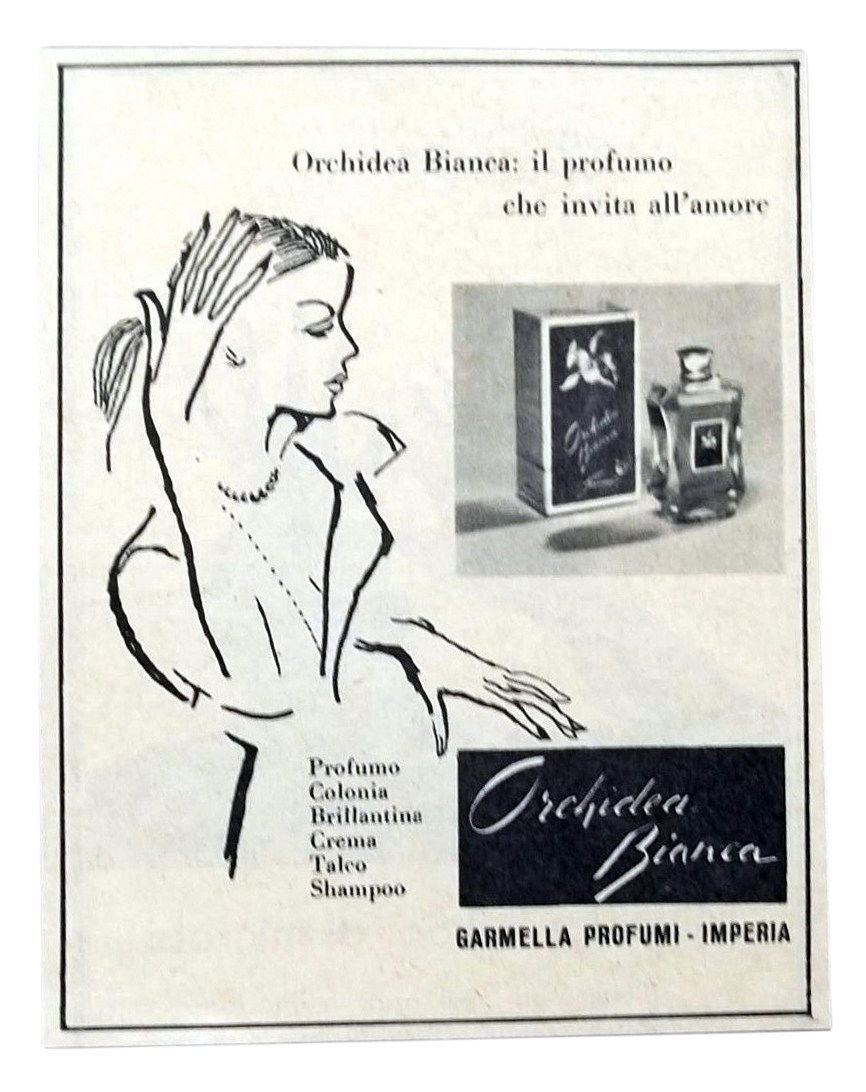 Orchidea Bianca: il profumo
che invita all'amore
Orchidea
Bianca
Profumo
Colonia
Brillantina
Crema
Talco
Shampoo
Orchidea
Bianca
GARMELLA PROFUMI - IMPERIA